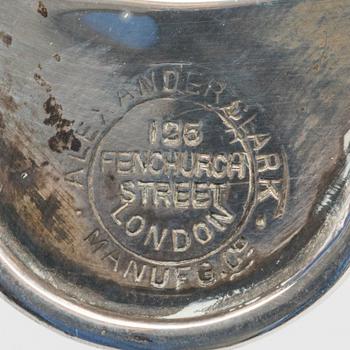 · ALEXANDER CLARK ·
MANUFG. Co
125
FENCHURCH
STREET
LONDON